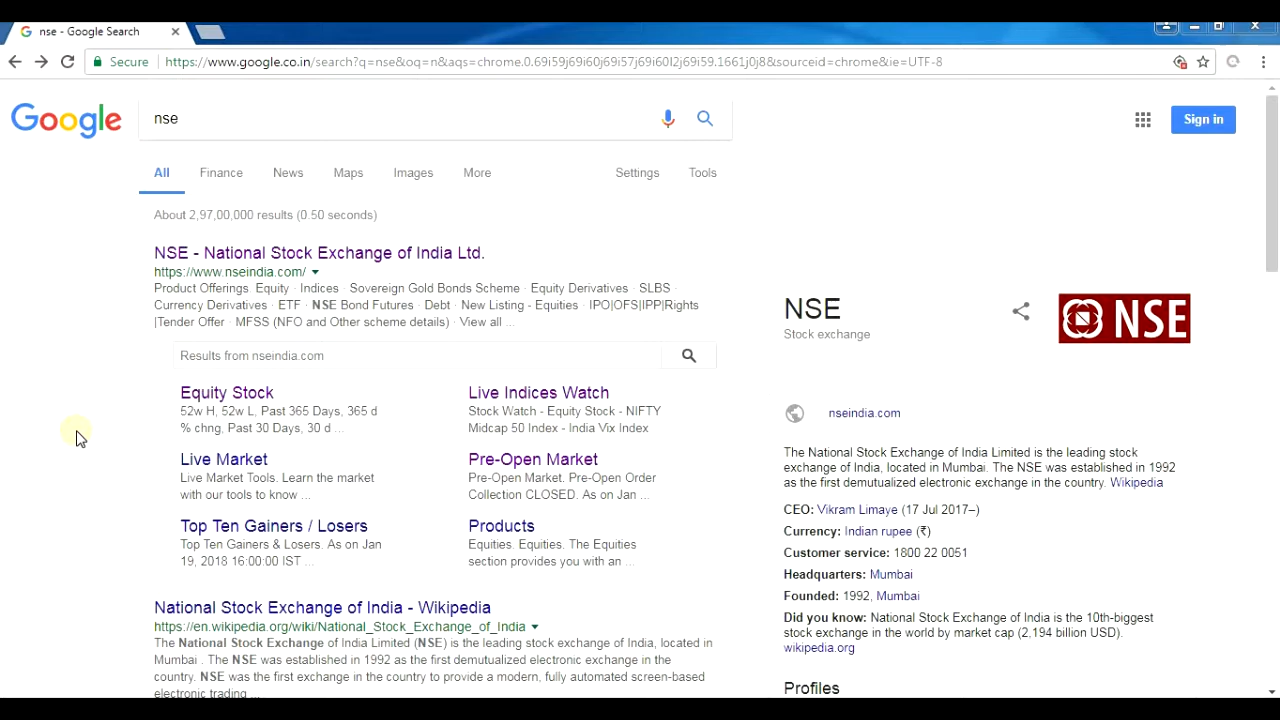 nse - Google Search
Secure https://www.google.co.in/search?q=nse&oq=n&aqs=chrome.0.69i59j69i60j69i57j69i60l2j69i59.1661j0j8&sourceid=chrome&ie=UTF-8
Google
nse
Sign in
All Finance News Maps Images More Settings Tools
About 2,97,00,000 results (0.50 seconds)
NSE - National Stock Exchange of India Ltd.
https://www.nseindia.com/
Product Offerings · Equity · Indices · Sovereign Gold Bonds Scheme · Equity Derivatives · SLBS ·
Currency Derivatives · ETF · NSE Bond Futures · Debt · New Listing - Equities · IPO|OFS|IPP|Rights
|Tender Offer · MFSS (NFO and Other scheme details) · View all ...
Results from nseindia.com
Equity Stock
52w H, 52w L, Past 365 Days, 365 d
% chng, Past 30 Days, 30 d ...
Live Indices Watch
Stock Watch - Equity Stock - NIFTY
Midcap 50 Index - India Vix Index
Live Market
Live Market Tools. Learn the market
with our tools to know ...
Pre-Open Market
Pre-Open Market. Pre-Open Order
Collection CLOSED. As on Jan ...
Top Ten Gainers / Losers
Top Ten Gainers & Losers. As on Jan
19, 2018 16:00:00 IST ...
Products
Equities. Equities. The Equities
section provides you with an ...
National Stock Exchange of India - Wikipedia
https://en.wikipedia.org/wiki/National_Stock_Exchange_of_India
The National Stock Exchange of India Limited (NSE) is the leading stock exchange of India, located in
Mumbai . The NSE was established in 1992 as the first demutualized electronic exchange in the
country. NSE was the first exchange in the country to provide a modern, fully automated screen-based
electronic trading ...
NSE
Stock exchange
NSE
nseindia.com
The National Stock Exchange of India Limited is the leading stock
exchange of India, located in Mumbai. The NSE was established in 1992
as the first demutualized electronic exchange in the country. Wikipedia
CEO: Vikram Limaye (17 Jul 2017–)
Currency: Indian rupee (₹)
Customer service: 1800 22 0051
Headquarters: Mumbai
Founded: 1992, Mumbai
Did you know: National Stock Exchange of India is the 10th-biggest
stock exchange in the world by market cap (2.194 billion USD).
wikipedia.org
Profiles